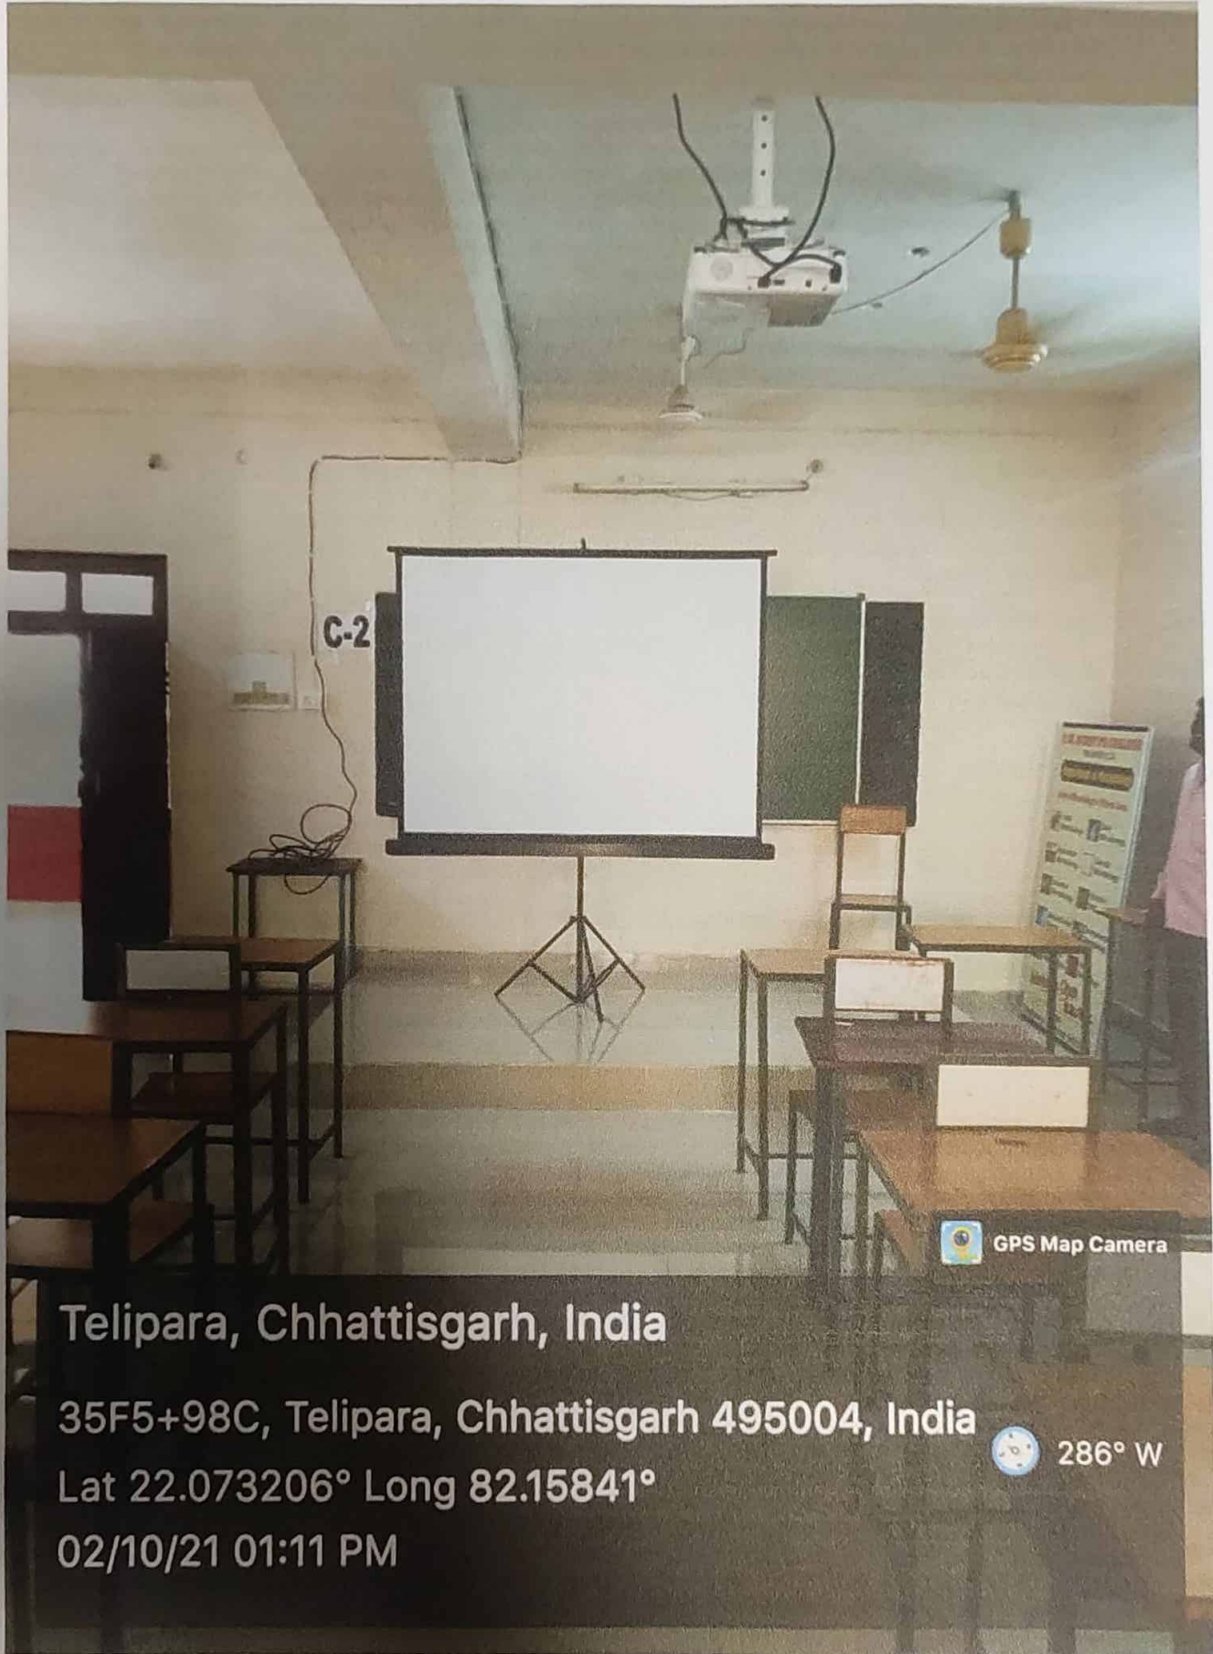 C-2
GPS Map Camera
Telipara, Chhattisgarh, India
35F5+98C, Telipara, Chhattisgarh 495004, India
Lat 22.073206° Long 82.15841°
286° W
02/10/21 01:11 PM